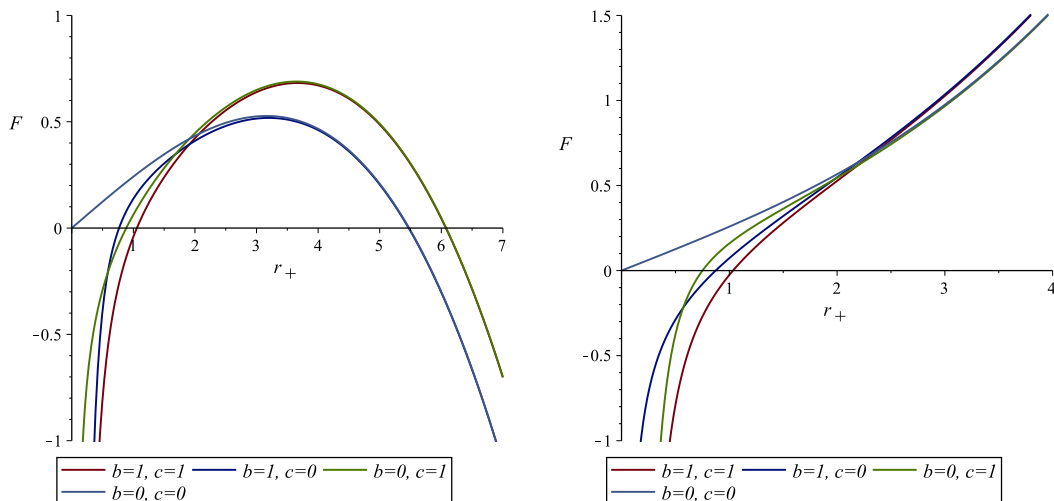 1
F
0.5
0
1
2
3
4
5
6
7
r+
−0.5
−1
b=1, c=1 b=1, c=0 b=0, c=1
b=0, c=0
1.5
1
F
0.5
0
1
2
3
4
r+
−0.5
−1
b=1, c=1 b=1, c=0 b=0, c=1
b=0, c=0